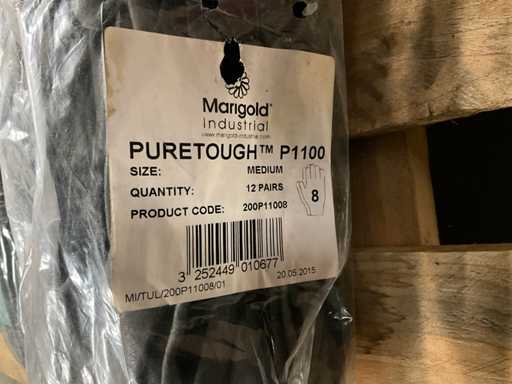 Marigold®
Industrial
www.marigold-industrial.com
PURETOUGH™ P1100
SIZE: MEDIUM
QUANTITY: 12 PAIRS
PRODUCT CODE: 200P11008
8
3 252449 010677
20.05.2015
MI/TUL/200P11008/01